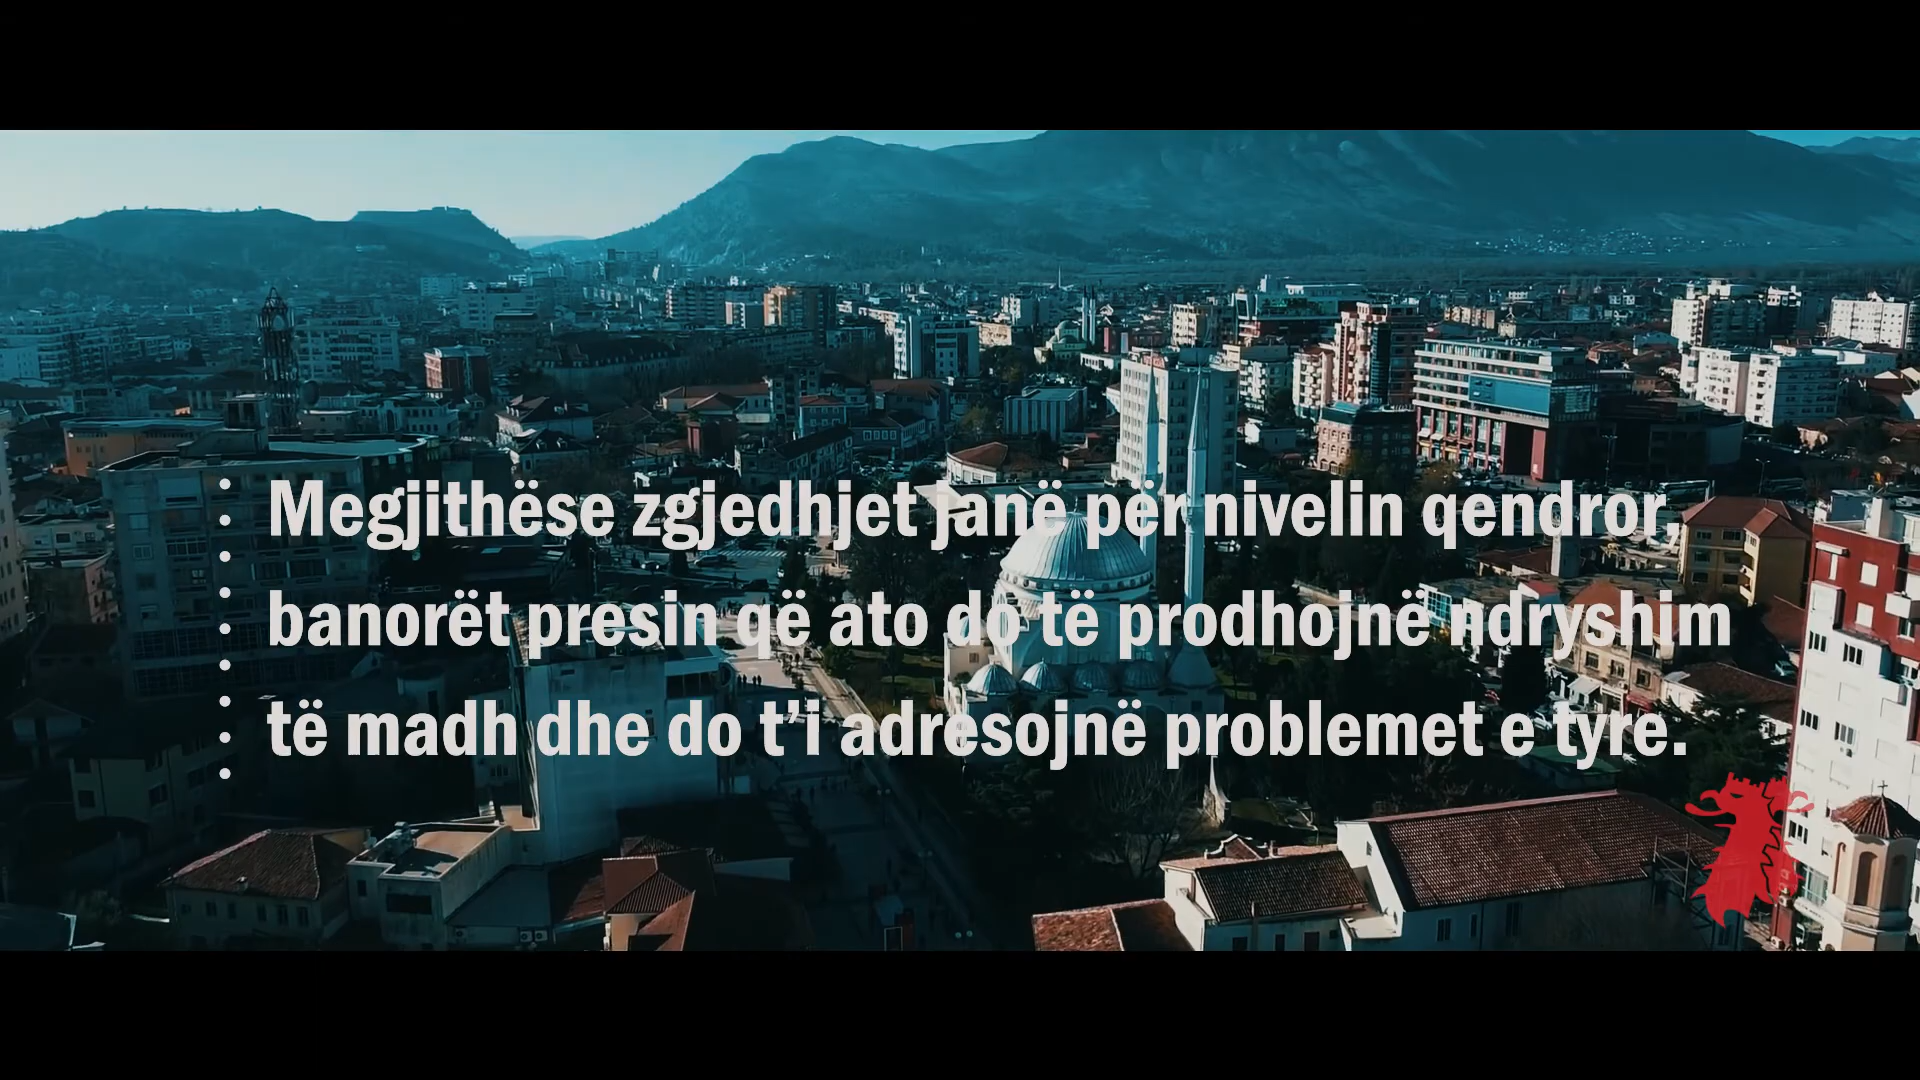 Megjithëse zgjedhjet janë për nivelin qendror,
banorët presin që ato do të prodhojnë ndryshim
të madh dhe do t’i adresojnë problemet e tyre.